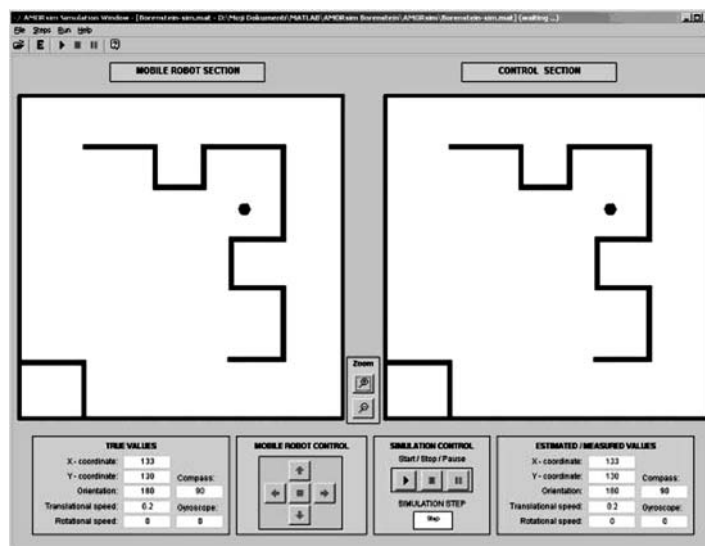 AMORsim Simulation Window - [Borenstein-sim.mat - D:\Moji Dokumenti\MATLAB\AMORsim Borenstein\AMORsim\Borenstein-sim.mat] (waiting ...)
File Steps Run Help
E
MOBILE ROBOT SECTION
CONTROL SECTION
Zoom
TRUE VALUES
X - coordinate: 133
Y - coordinate: 130 Compass:
Orientation: 180 90
Translational speed: 0.2 Gyroscope:
Rotational speed: 0 0
MOBILE ROBOT CONTROL
SIMULATION CONTROL
Start / Stop / Pause
SIMULATION STEP
Step
ESTIMATED / MEASURED VALUES
X - coordinate: 133
Y - coordinate: 130 Compass:
Orientation: 180 90
Translational speed: 0.2 Gyroscope:
Rotational speed: 0 0